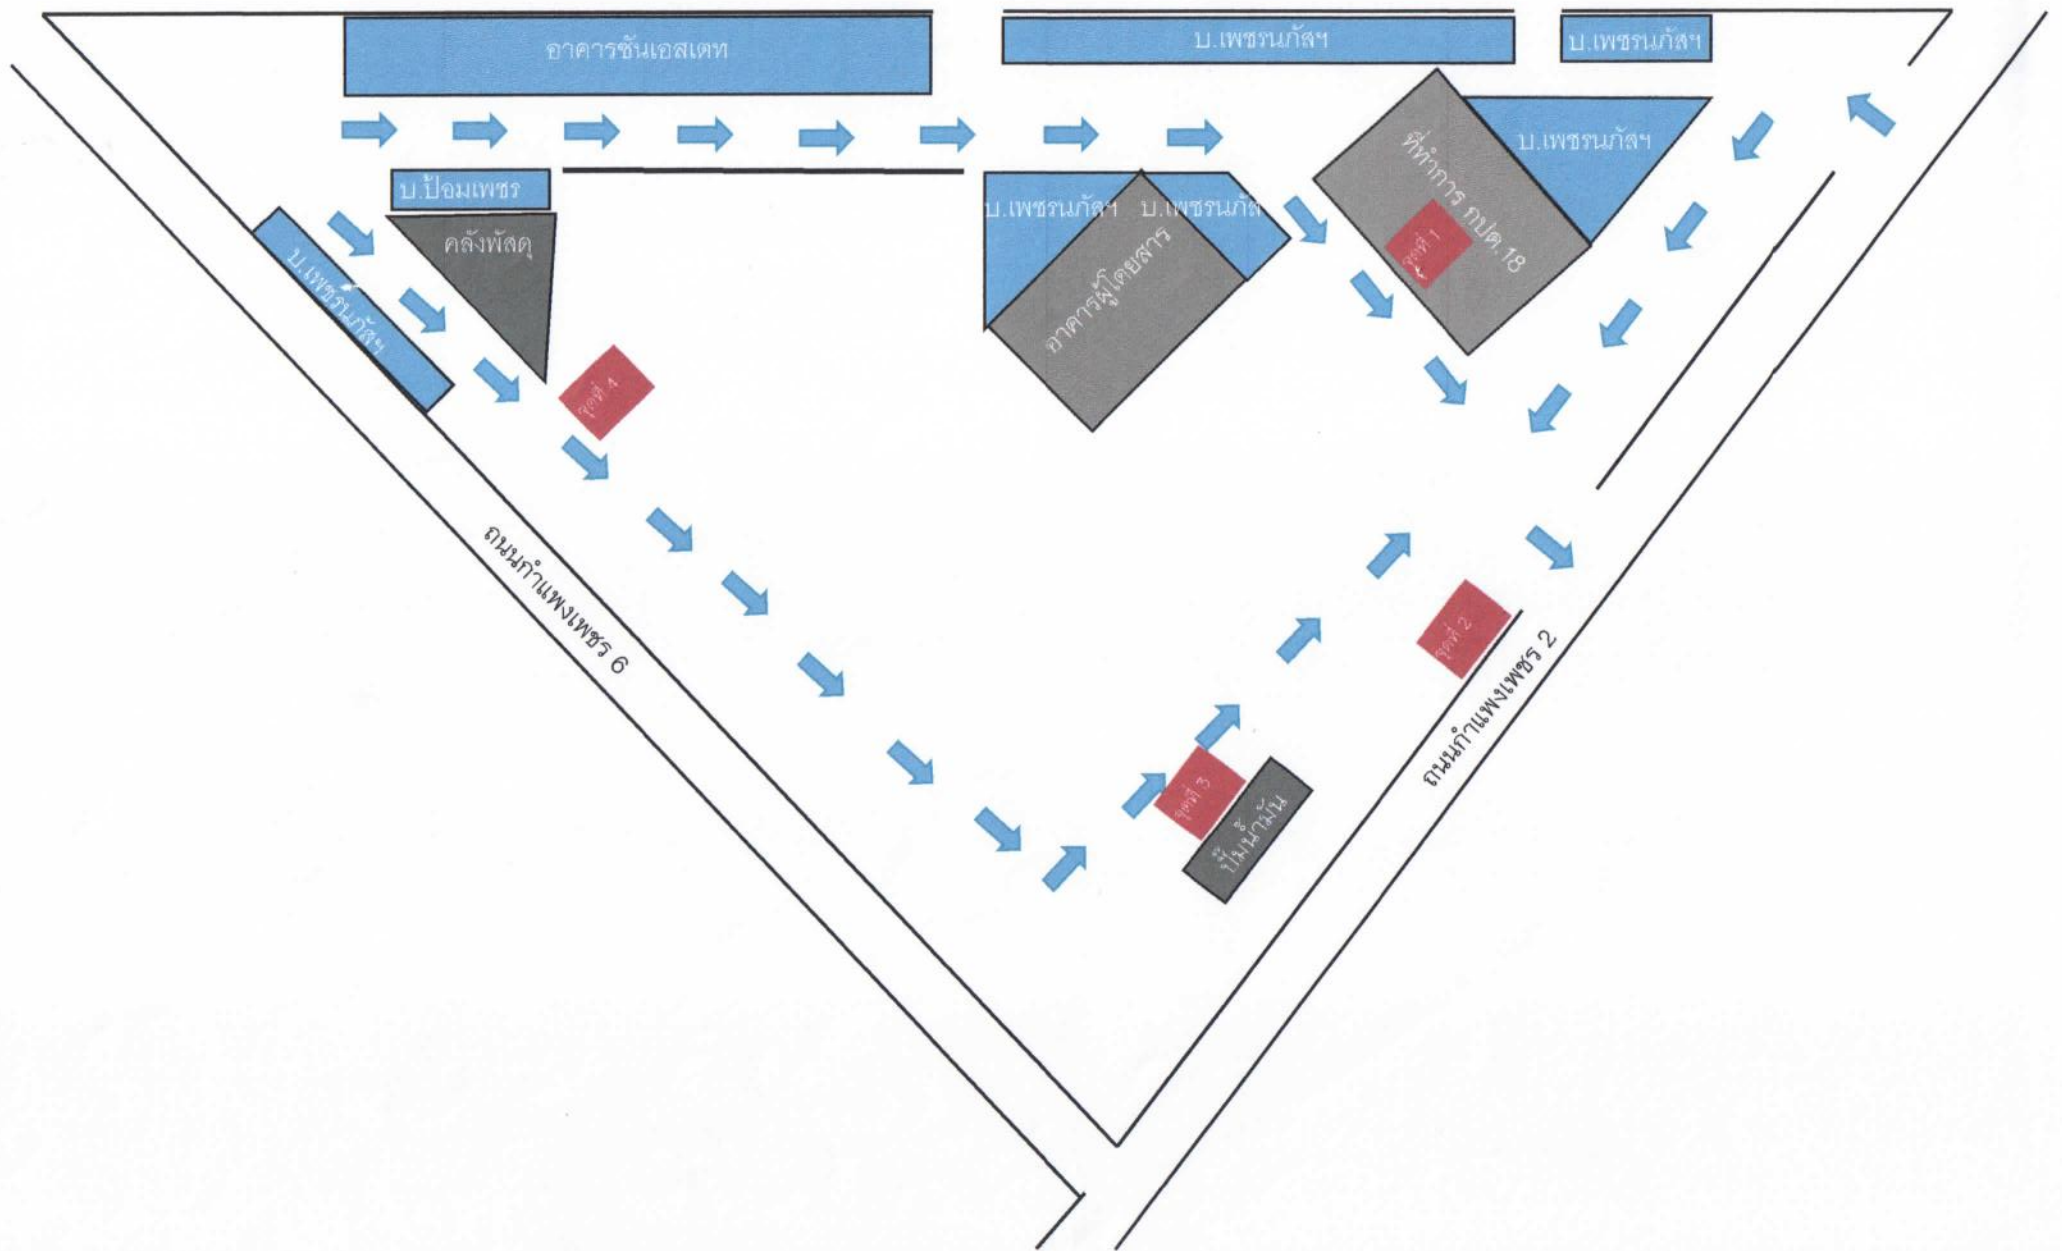 อาคารซันเอสเตท
บ.เพชรนภัสฯ
บ.เพชรนภัสฯ
บ.เพชรนภัสฯ
ที่ทำการ กปด.18
จุดที่ 1
บ.ป้อมเพชร
คลังพัสดุ
บ.เพชรนภัสฯ
บ.เพชรนภัสฯ
บ.เพชรนภัส
อาคารผู้โดยสาร
จุดที่ 4
ถนนกำแพงเพชร 6
จุดที่ 2
ถนนกำแพงเพชร 2
จุดที่ 3
ปั๊มน้ำมัน